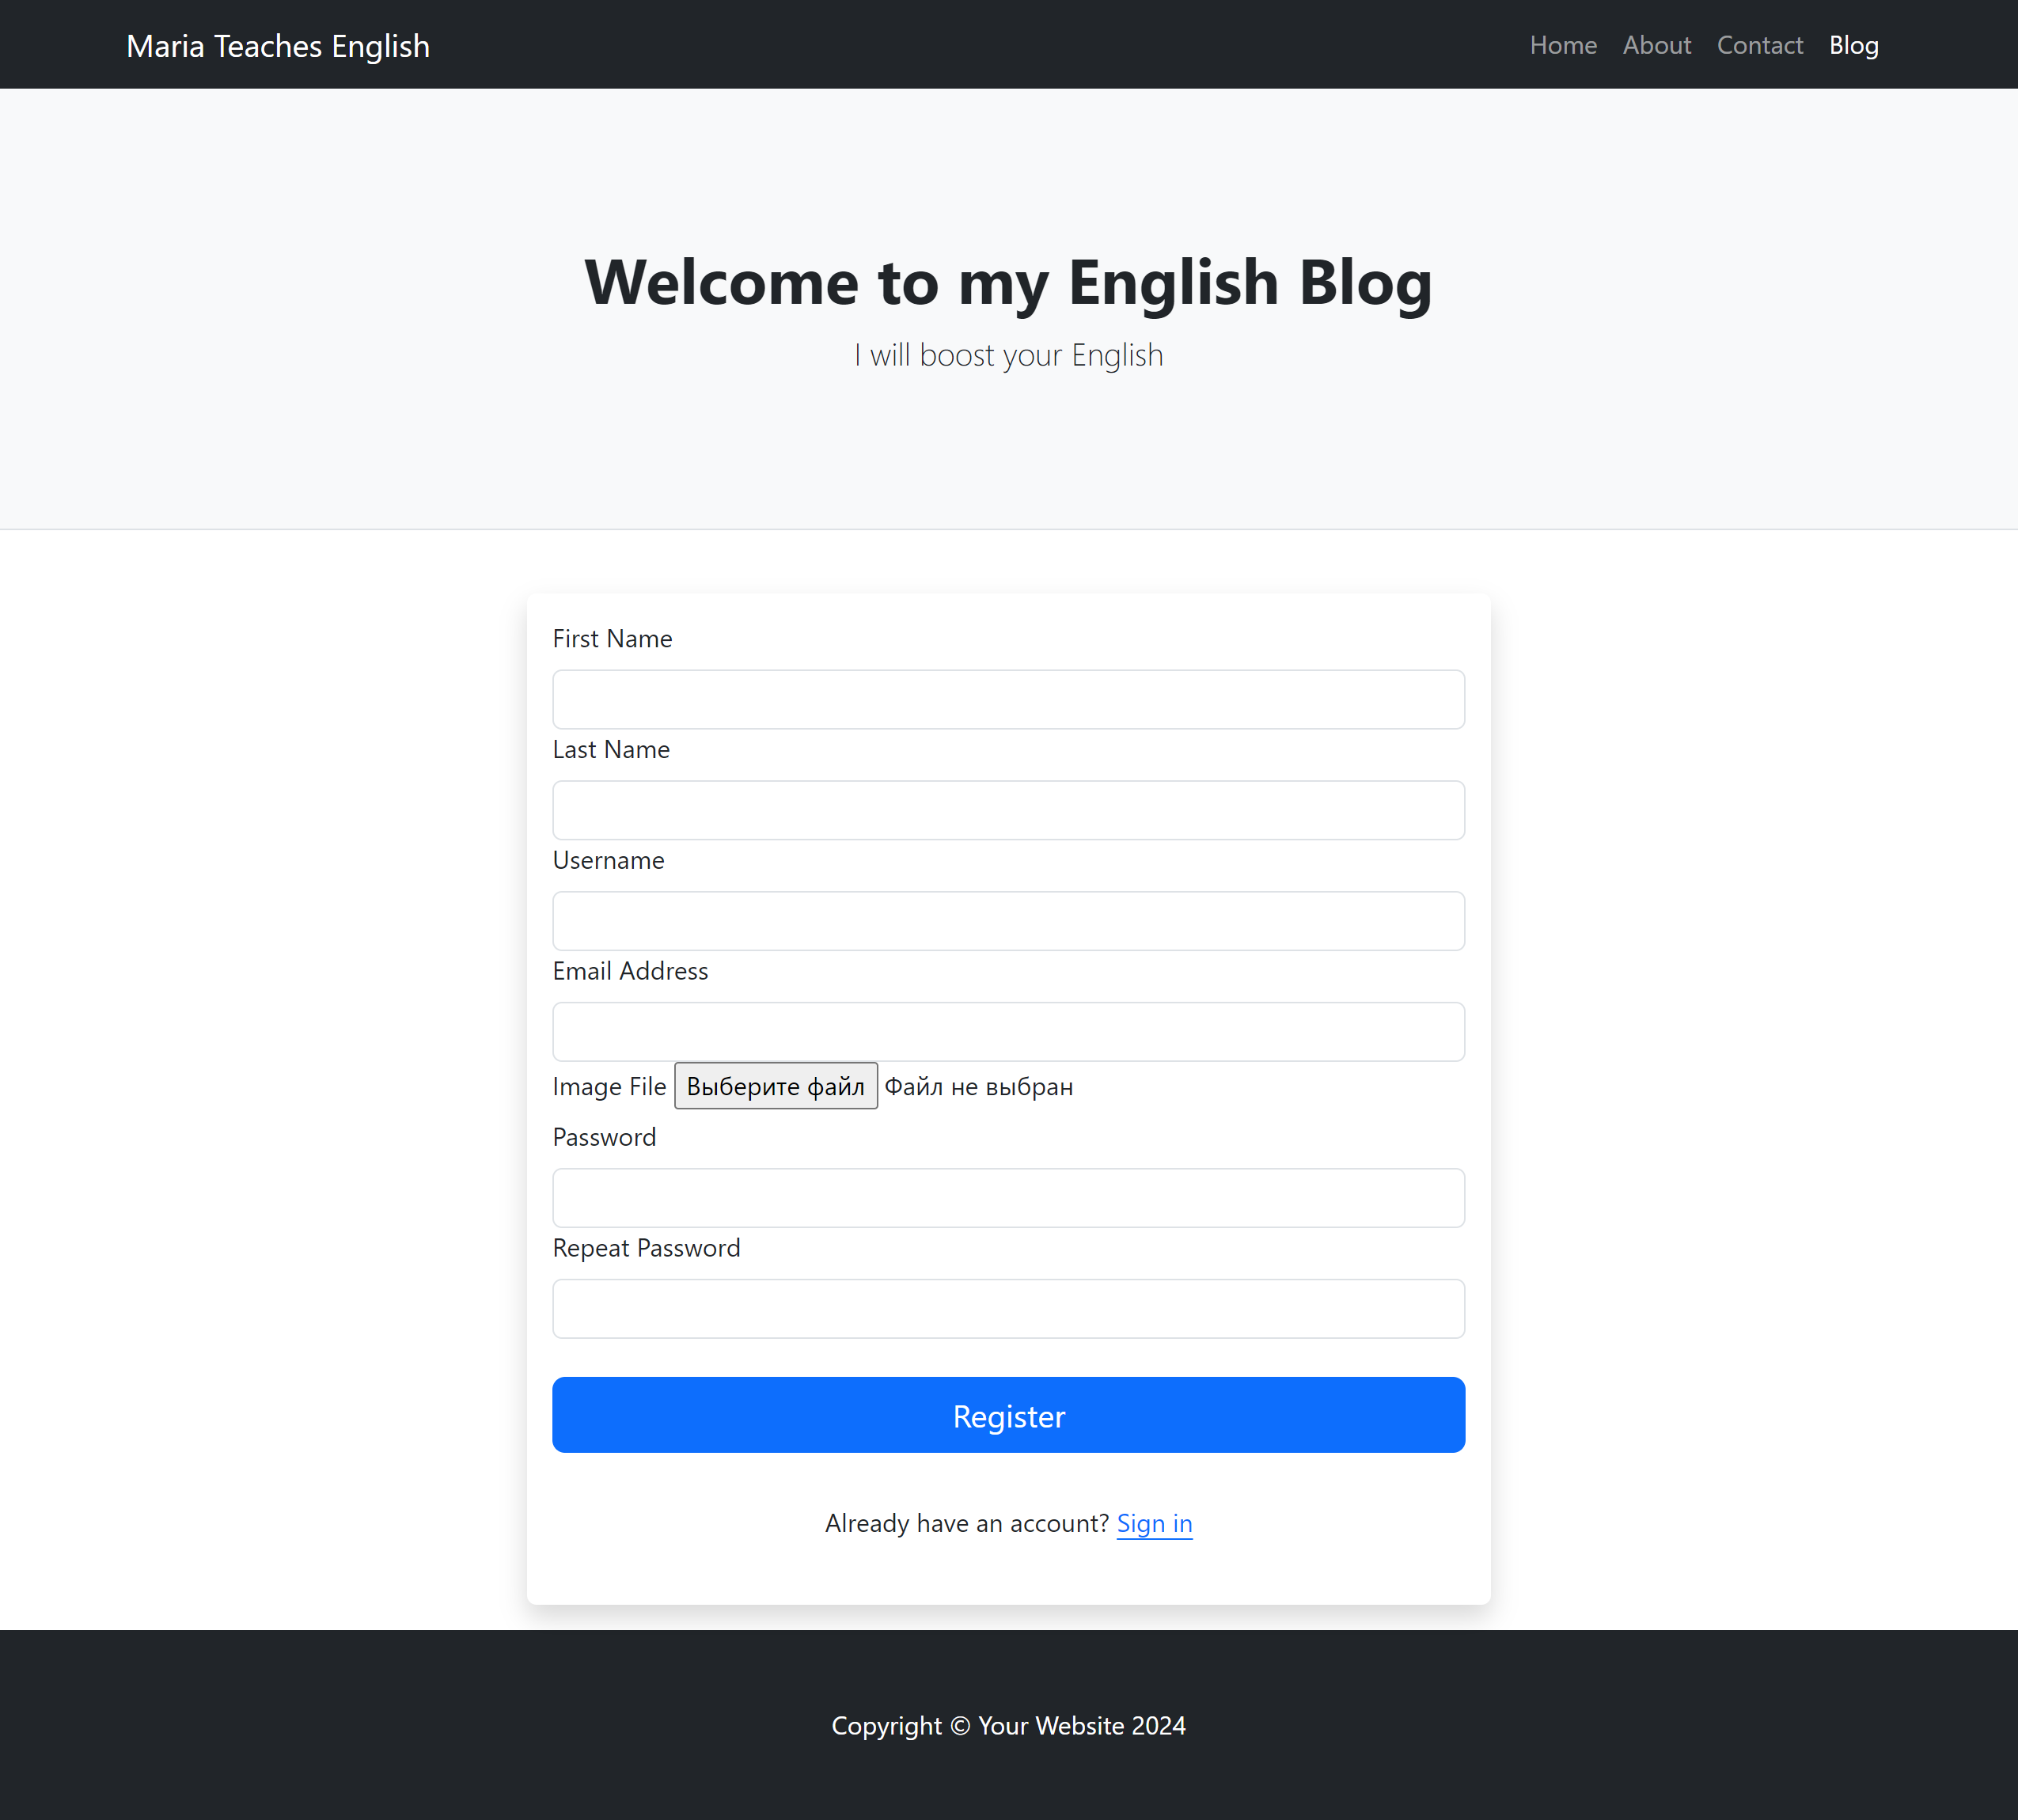 Maria Teaches English
Home About Contact Blog
Welcome to my English Blog
I will boost your English
First Name
Last Name
Username
Email Address
Image File Выберите файл Файл не выбран
Password
Repeat Password
Register
Already have an account? Sign in
Copyright © Your Website 2024